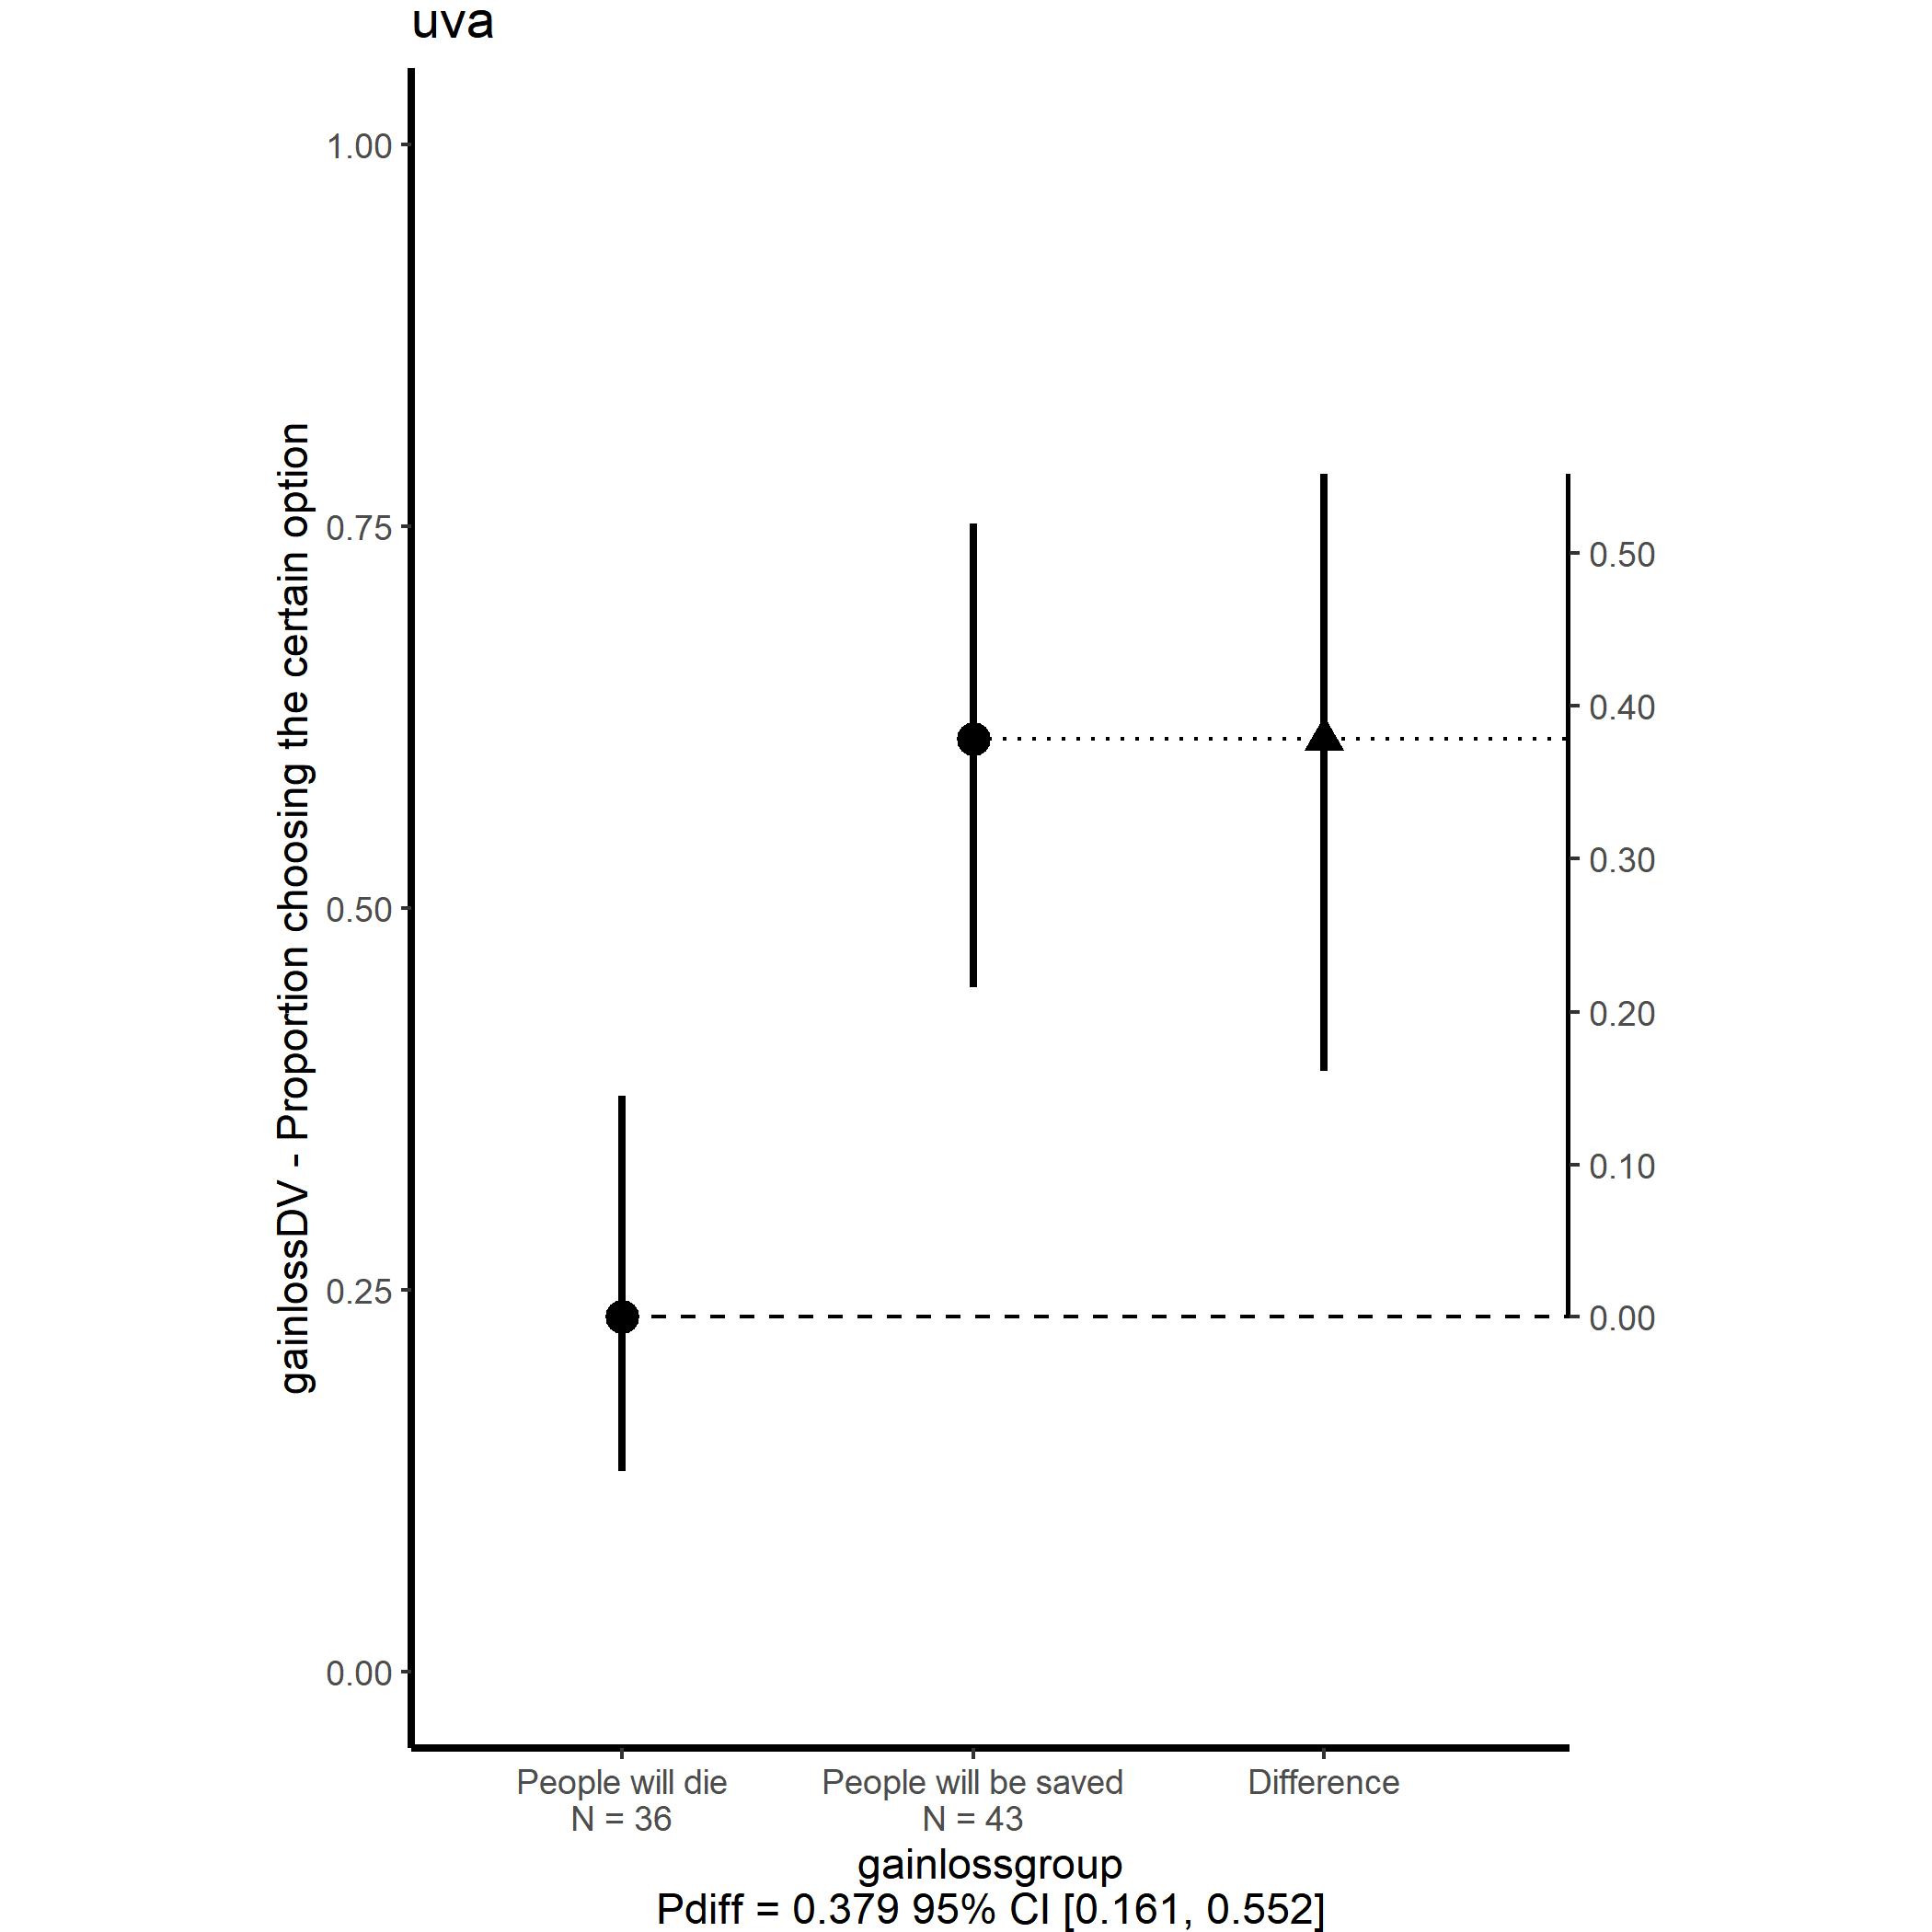 uva
gainlossDV - Proportion choosing the certain option
1.00
0.75
0.50
0.25
0.00
0.50
0.40
0.30
0.20
0.10
0.00
People will die
N = 36
People will be saved
N = 43
Difference
gainlossgroup
Pdiff = 0.379 95% CI [0.161, 0.552]